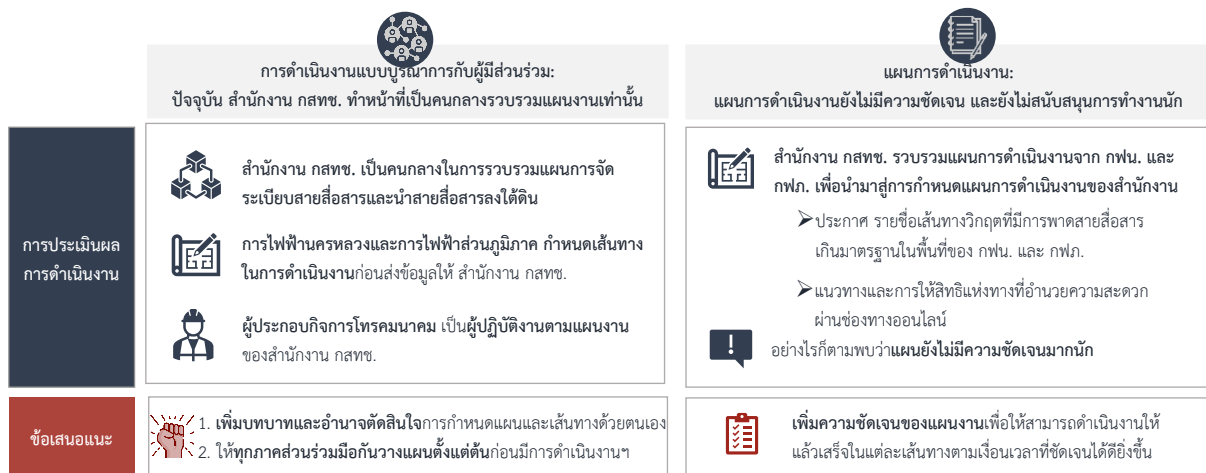 การดำเนินงานแบบบูรณาการกับผู้มีส่วนร่วม:
ปัจจุบัน สำนักงาน กสทช. ทำหน้าที่เป็นคนกลางรวบรวมแผนงานเท่านั้น
แผนการดำเนินงาน:
แผนการดำเนินงานยังไม่มีความชัดเจน และยังไม่สนับสนุนการทำงานนัก
การประเมินผล
การดำเนินงาน
สำนักงาน กสทช. เป็นคนกลางในการรวบรวมแผนการจัด
ระเบียบสายสื่อสารและนำสายสื่อสารลงใต้ดิน
การไฟฟ้านครหลวงและการไฟฟ้าส่วนภูมิภาค กำหนดเส้นทาง
ในการดำเนินงานก่อนส่งข้อมูลให้ สำนักงาน กสทช.
ผู้ประกอบกิจการโทรคมนาคม เป็นผู้ปฏิบัติงานตามแผนงาน
ของสำนักงาน กสทช.
สำนักงาน กสทช. รวบรวมแผนการดำเนินงานจาก กฟน. และ
กฟภ. เพื่อนำมาสู่การกำหนดแผนการดำเนินงานของสำนักงาน
➢ประกาศ รายชื่อเส้นทางวิกฤตที่มีการพาดสายสื่อสาร
เกินมาตรฐานในพื้นที่ของ กฟน. และ กฟภ.
➢แนวทางและการให้สิทธิแห่งทางที่อำนวยความสะดวก
ผ่านช่องทางออนไลน์
อย่างไรก็ตามพบว่าแผนยังไม่มีความชัดเจนมากนัก
ข้อเสนอแนะ
1. เพิ่มบทบาทและอำนาจตัดสินใจการกำหนดแผนและเส้นทางด้วยตนเอง
2. ให้ทุกภาคส่วนร่วมมือกันวางแผนตั้งแต่ต้นก่อนมีการดำเนินงานฯ
เพิ่มความชัดเจนของแผนงานเพื่อให้สามารถดำเนินงานให้
แล้วเสร็จในแต่ละเส้นทางตามเงื่อนเวลาที่ชัดเจนได้ดียิ่งขึ้น